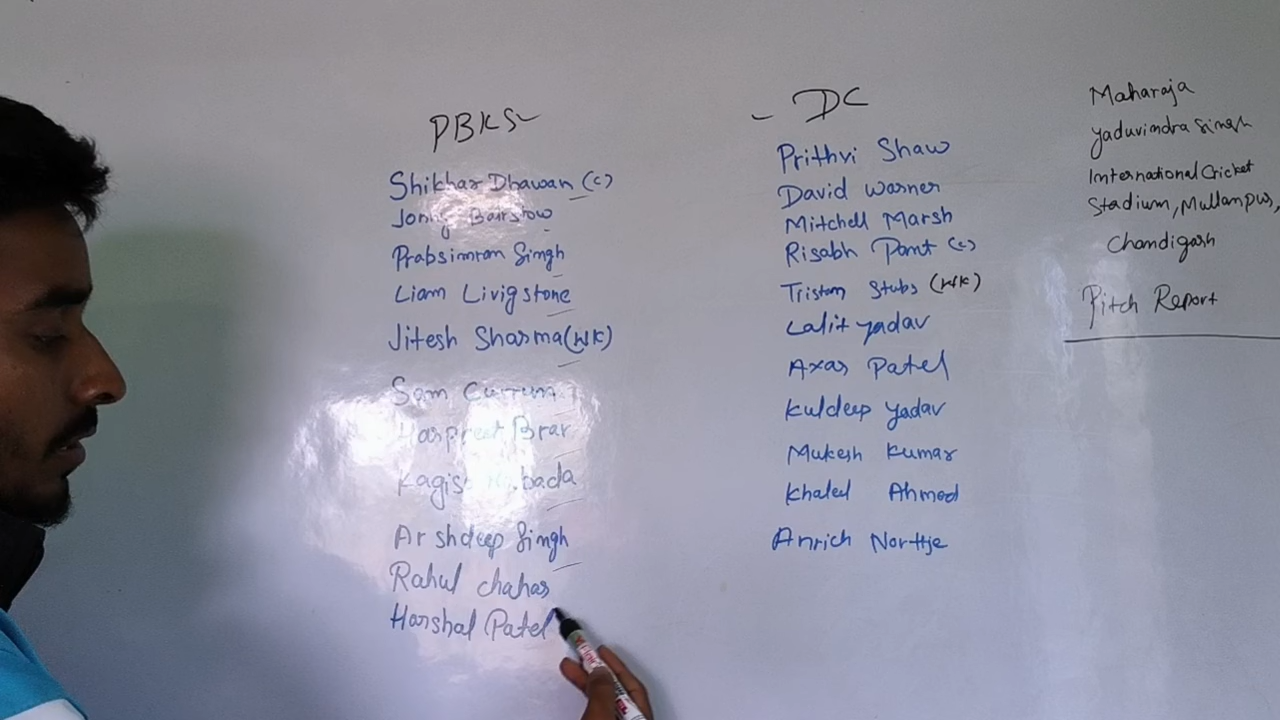 PBKS
Shikhar Dhawan (c)
Jonny Bairstow
Prabsimran Singh
Liam Livigstone
Jitesh Sharma (WK)
Sam Curran
Harpreet Brar
Kagiso bada
Arshdeep Singh
Rahul chahar
Harshal Patel
- DC
Prithvi Shaw
David Warner
Mitchell Marsh
Risabh Pant (c)
Tristan Stubs (WK)
Lalit yadav
Axar Patel
Kuldeep yadav
Mukesh Kumar
Khaleel Ahmed
Anrich Nortje
Maharaja
yaduvindra singh
International Cricket
Stadium, Mullanpur,
Chandigarh
Pitch Report